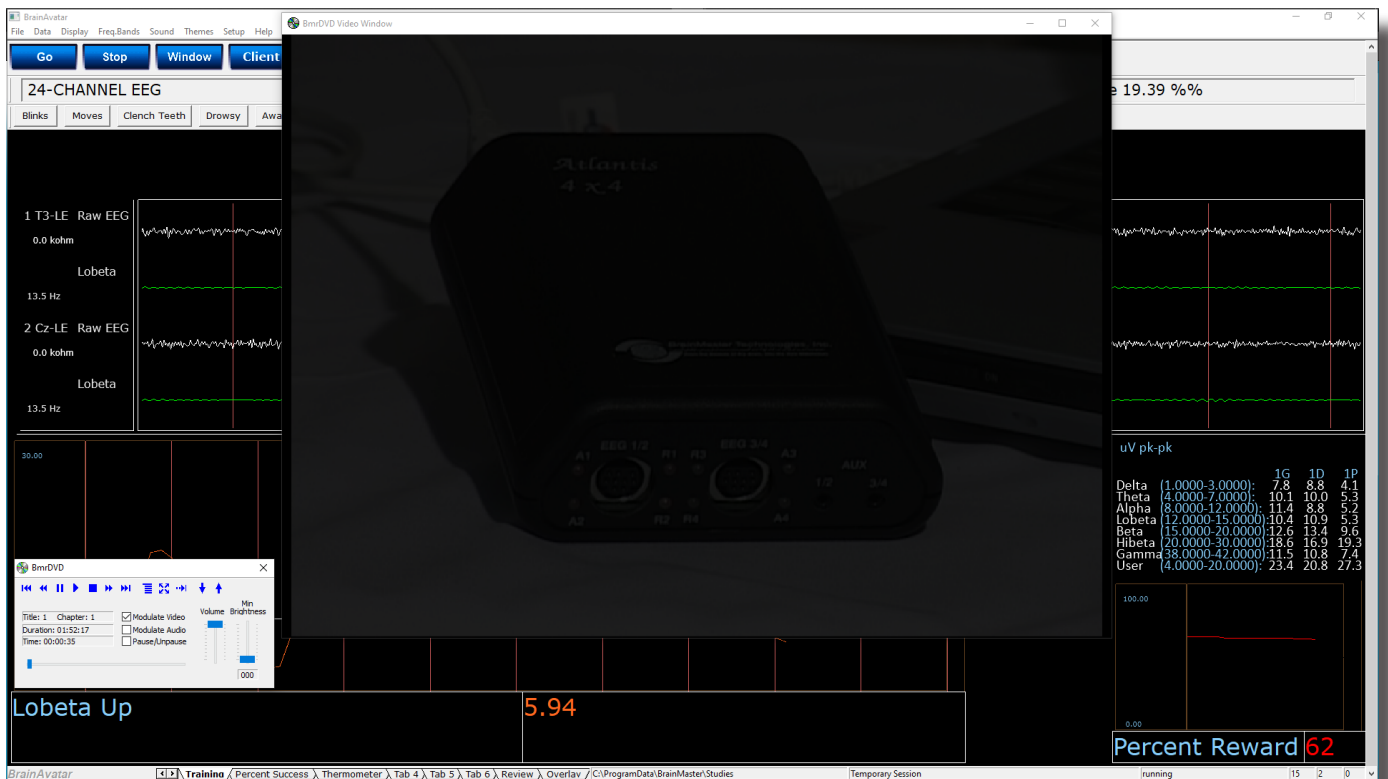 BrainAvatar
File Data Display Freq.Bands Sound Themes Setup Help
BmrDVD Video Window
Go Stop Window Client
24-CHANNEL EEG
19.39 %%
Blinks Moves Clench Teeth Drowsy Awa
1 T3-LE Raw EEG
0.0 kohm
Lobeta
13.5 Hz
2 Cz-LE Raw EEG
0.0 kohm
Lobeta
13.5 Hz
Atlantis
4 x 4
BrainMaster Technologies, Inc.
EEG 1/2 EEG 3/4
A1 R1 R3 A3
AUX
1/2 3/4
A2 R2 R4 A4
30.00
uV pk-pk
1G 1D 1P
Delta (1.0000-3.0000): 7.8 8.8 4.1
Theta (4.0000-7.0000): 10.1 10.0 5.3
Alpha (8.0000-12.0000): 11.4 8.8 5.2
Lobeta (12.0000-15.0000): 10.4 10.9 5.3
Beta (15.0000-20.0000): 12.6 13.4 9.6
Hibeta (20.0000-30.0000): 18.6 16.9 19.3
Gamma (38.0000-42.0000): 11.5 10.8 7.4
User (4.0000-20.0000): 23.4 20.8 27.3
BmrDVD
Title: 1 Chapter: 1
Duration: 01:52:17
Time: 00:00:35
Modulate Video
Modulate Audio
Pause/Unpause
Volume
Min Brightness
000
100.00
0.00
Lobeta Up 5.94
Percent Reward 62
BrainAvatar
Training Percent Success Thermometer Tab 4 Tab 5 Tab 6 Review Overlay C:\ProgramData\BrainMaster\Studies Temporary Session running 15 2 0